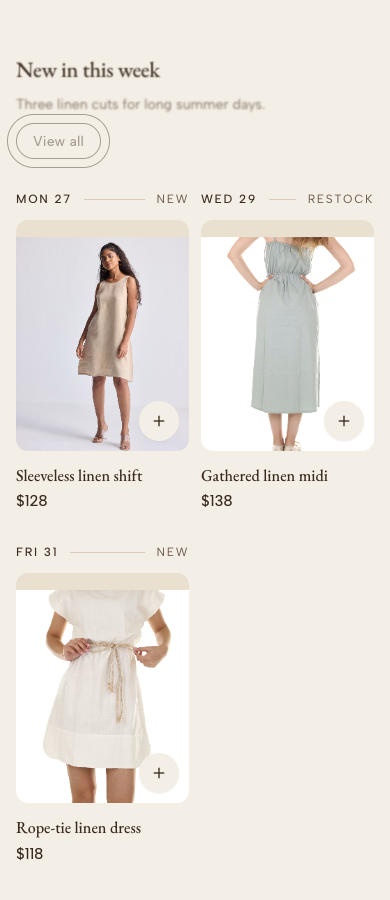 New in this week
Three linen cuts for long summer days.
View all
MON 27 NEW
WED 29 RESTOCK
Sleeveless linen shift
$128
Gathered linen midi
$138
FRI 31 NEW
Rope-tie linen dress
$118